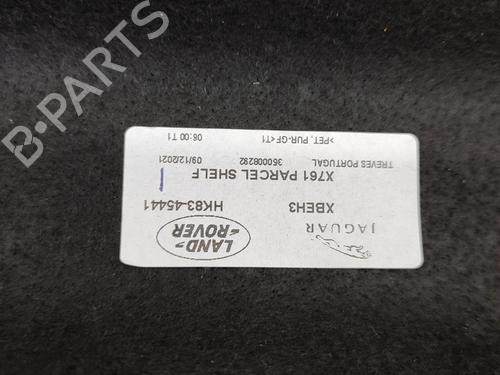 B-PARTS
>PET, PUR-GF<T1
06:00 T1
TREVES PORTUGAL
350008292
09/12/2021
X761 PARCEL SHELF
XBEH3
HK83-45441
JAGUAR
LAND
ROVER